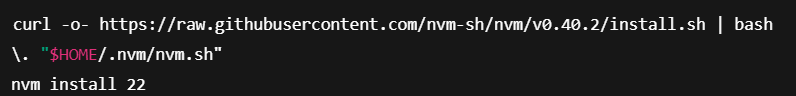 curl -o- https://raw.githubusercontent.com/nvm-sh/nvm/v0.40.2/install.sh | bash
\. "$HOME/.nvm/nvm.sh"
nvm install 22